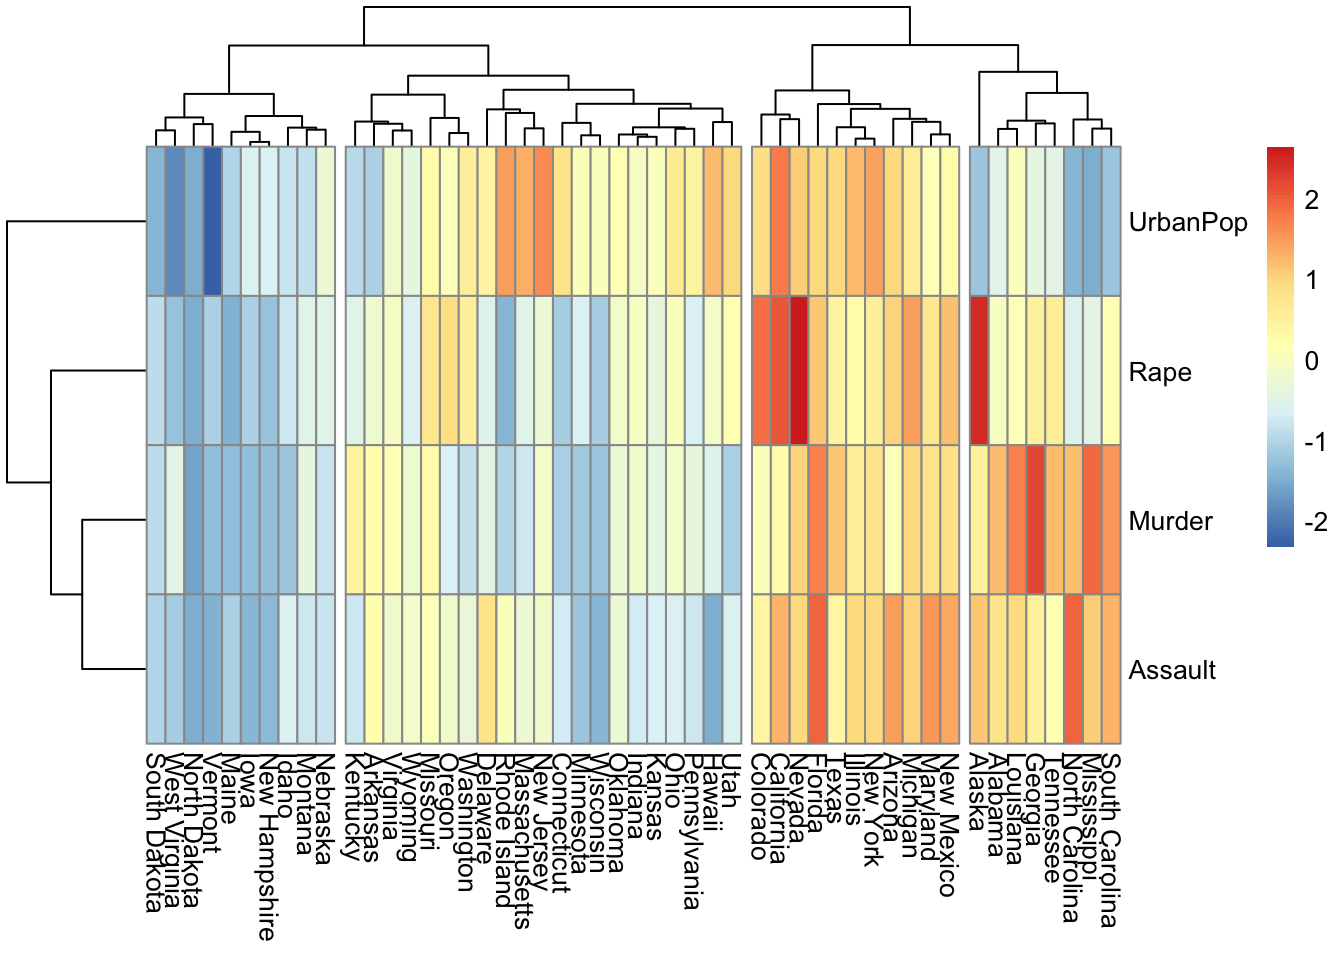 2
1
0
-1
-2
UrbanPop
Rape
Murder
Assault
South Dakota
West Virginia
North Dakota
Vermont
Maine
Iowa
New Hampshire
Idaho
Montana
Nebraska
Kentucky
Arkansas
Virginia
Wyoming
Missouri
Oregon
Washington
Delaware
Rhode Island
Massachusetts
New Jersey
Connecticut
Minnesota
Wisconsin
Oklahoma
Indiana
Kansas
Ohio
Pennsylvania
Hawaii
Utah
Colorado
California
Nevada
Florida
Texas
Illinois
New York
Arizona
Michigan
Maryland
New Mexico
Alaska
Alabama
Louisiana
Georgia
Tennessee
North Carolina
Mississippi
South Carolina